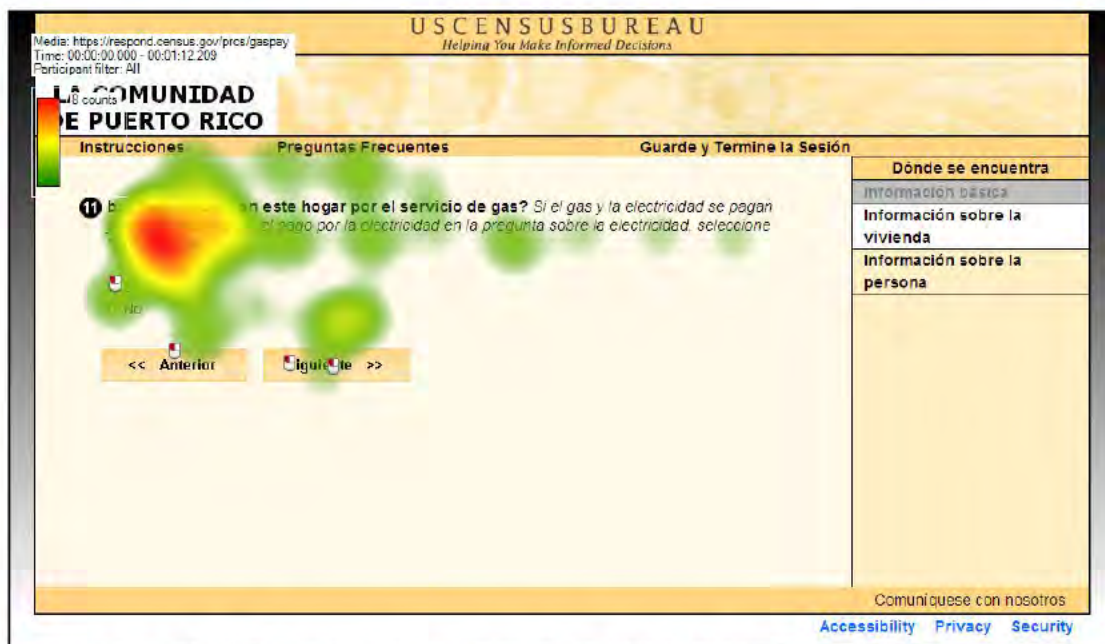 USCENSUSBUREAU
Helping You Make Informed Decisions
Media: https://respond.census.gov/prcs/gaspay
Time: 00:00:00.000 - 00:01:12.209
Participant filter: All
8 counts
LA COMUNIDAD
DE PUERTO RICO
Instrucciones Preguntas Frecuentes Guarde y Termine la Sesión
Dónde se encuentra
Información básica
Información sobre la
vivienda
Información sobre la
persona
11 b en este hogar por el servicio de gas? Si el gas y la electricidad se pagan
el pago por la electricidad en la pregunta sobre la electricidad, seleccione
No
<< Anterior
Siguiente >>
Comuníquese con nosotros
Accessibility Privacy Security